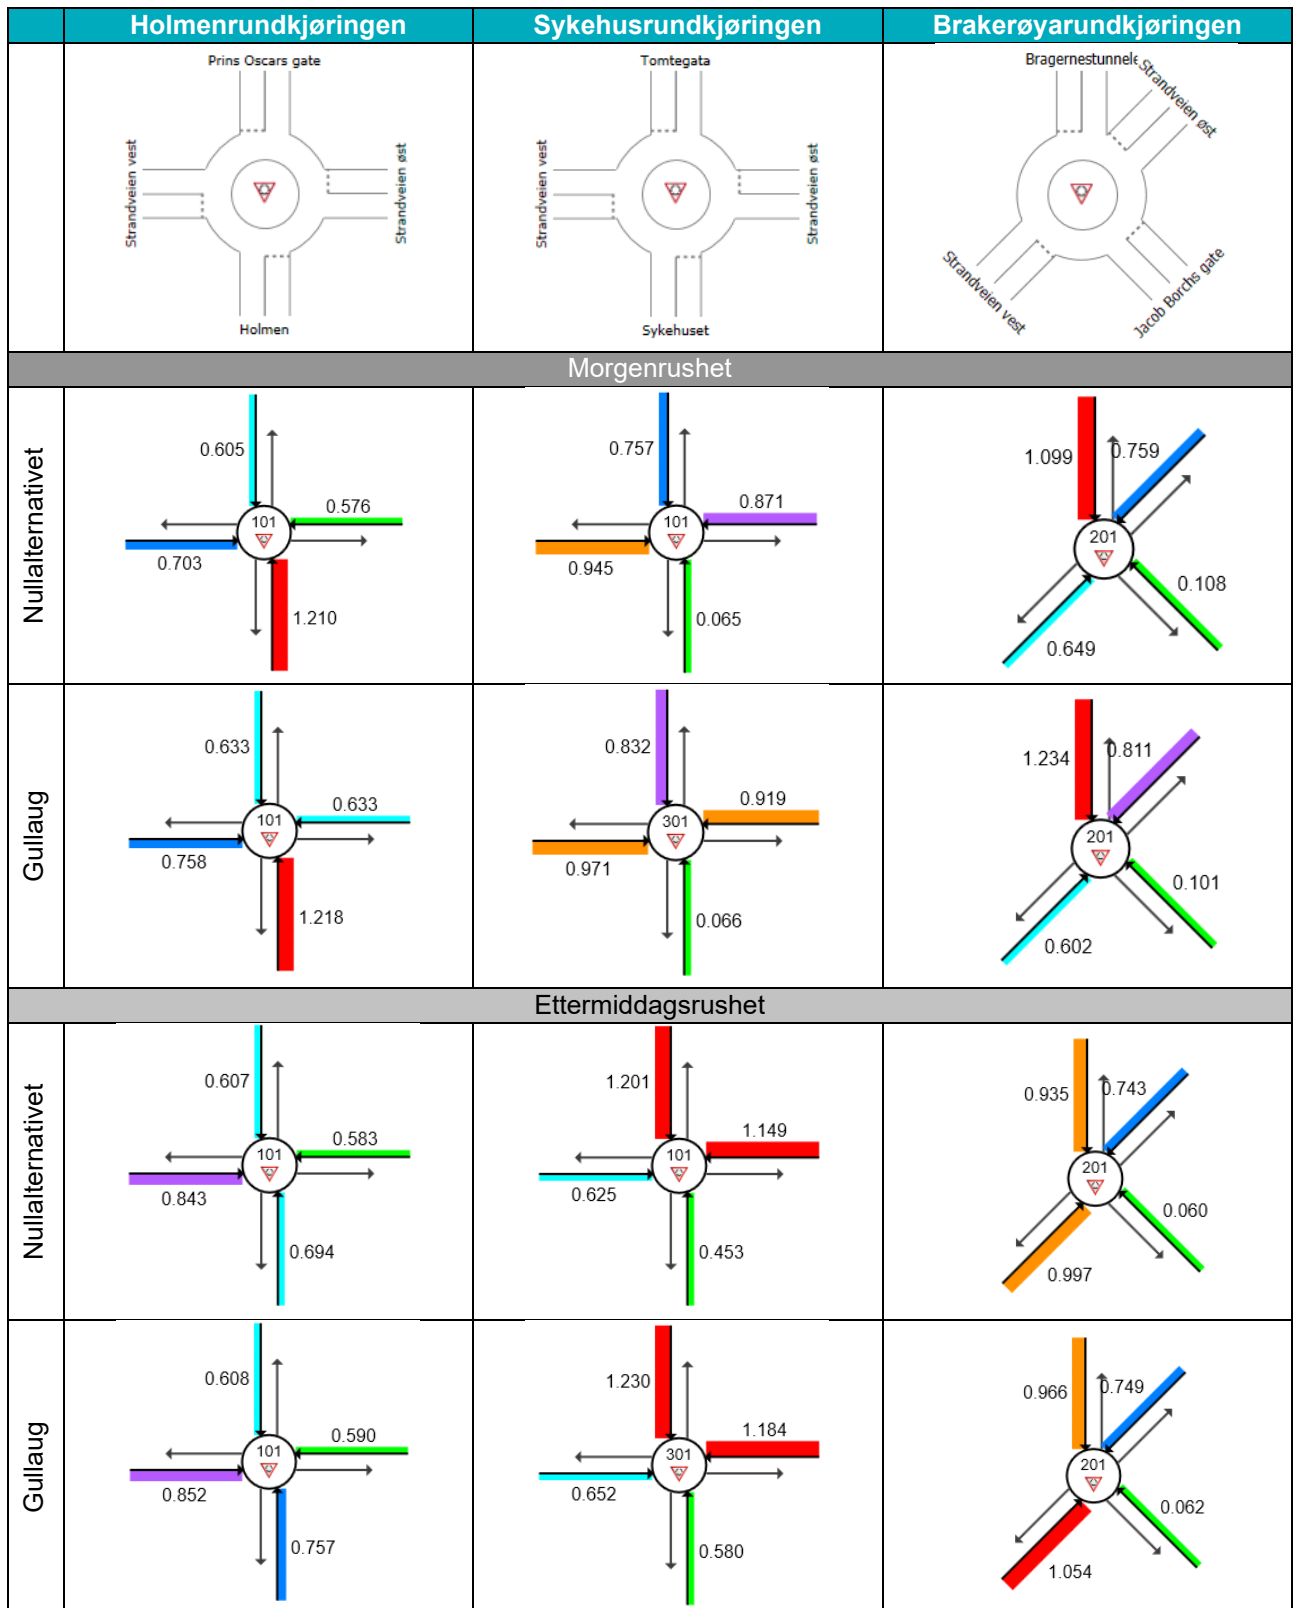 Holmenrundkjøringen
Sykehusrundkjøringen
Brakerøyarundkjøringen
Prins Oscars gate
Strandveien vest
Strandveien øst
Holmen
Tomtegata
Strandveien vest
Strandveien øst
Sykehuset
Bragernestunnele
Strandveien øst
Strandveien vest
Jacob Borchs gate
Morgenrushet
Nullalternativet
0.605
0.576
101
0.703
1.210
0.757
0.871
101
0.945
0.065
1.099
0.759
201
0.108
0.649
Gullaug
0.633
0.633
101
0.758
1.218
0.832
0.919
301
0.971
0.066
1.234
0.811
201
0.101
0.602
Ettermiddagsrushet
Nullalternativet
0.607
0.583
101
0.843
0.694
1.201
1.149
101
0.625
0.453
0.935
0.743
201
0.060
0.997
Gullaug
0.608
0.590
101
0.852
0.757
1.230
1.184
301
0.652
0.580
0.966
0.749
201
0.062
1.054